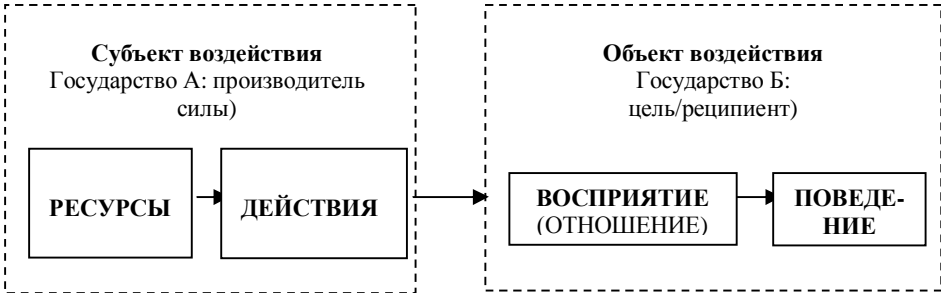 Субъект воздействия
Государство А: производитель
силы)
РЕСУРСЫ
ДЕЙСТВИЯ
Объект воздействия
Государство Б:
цель/реципиент)
ВОСПРИЯТИЕ
(ОТНОШЕНИЕ)
ПОВЕДЕ-
НИЕ